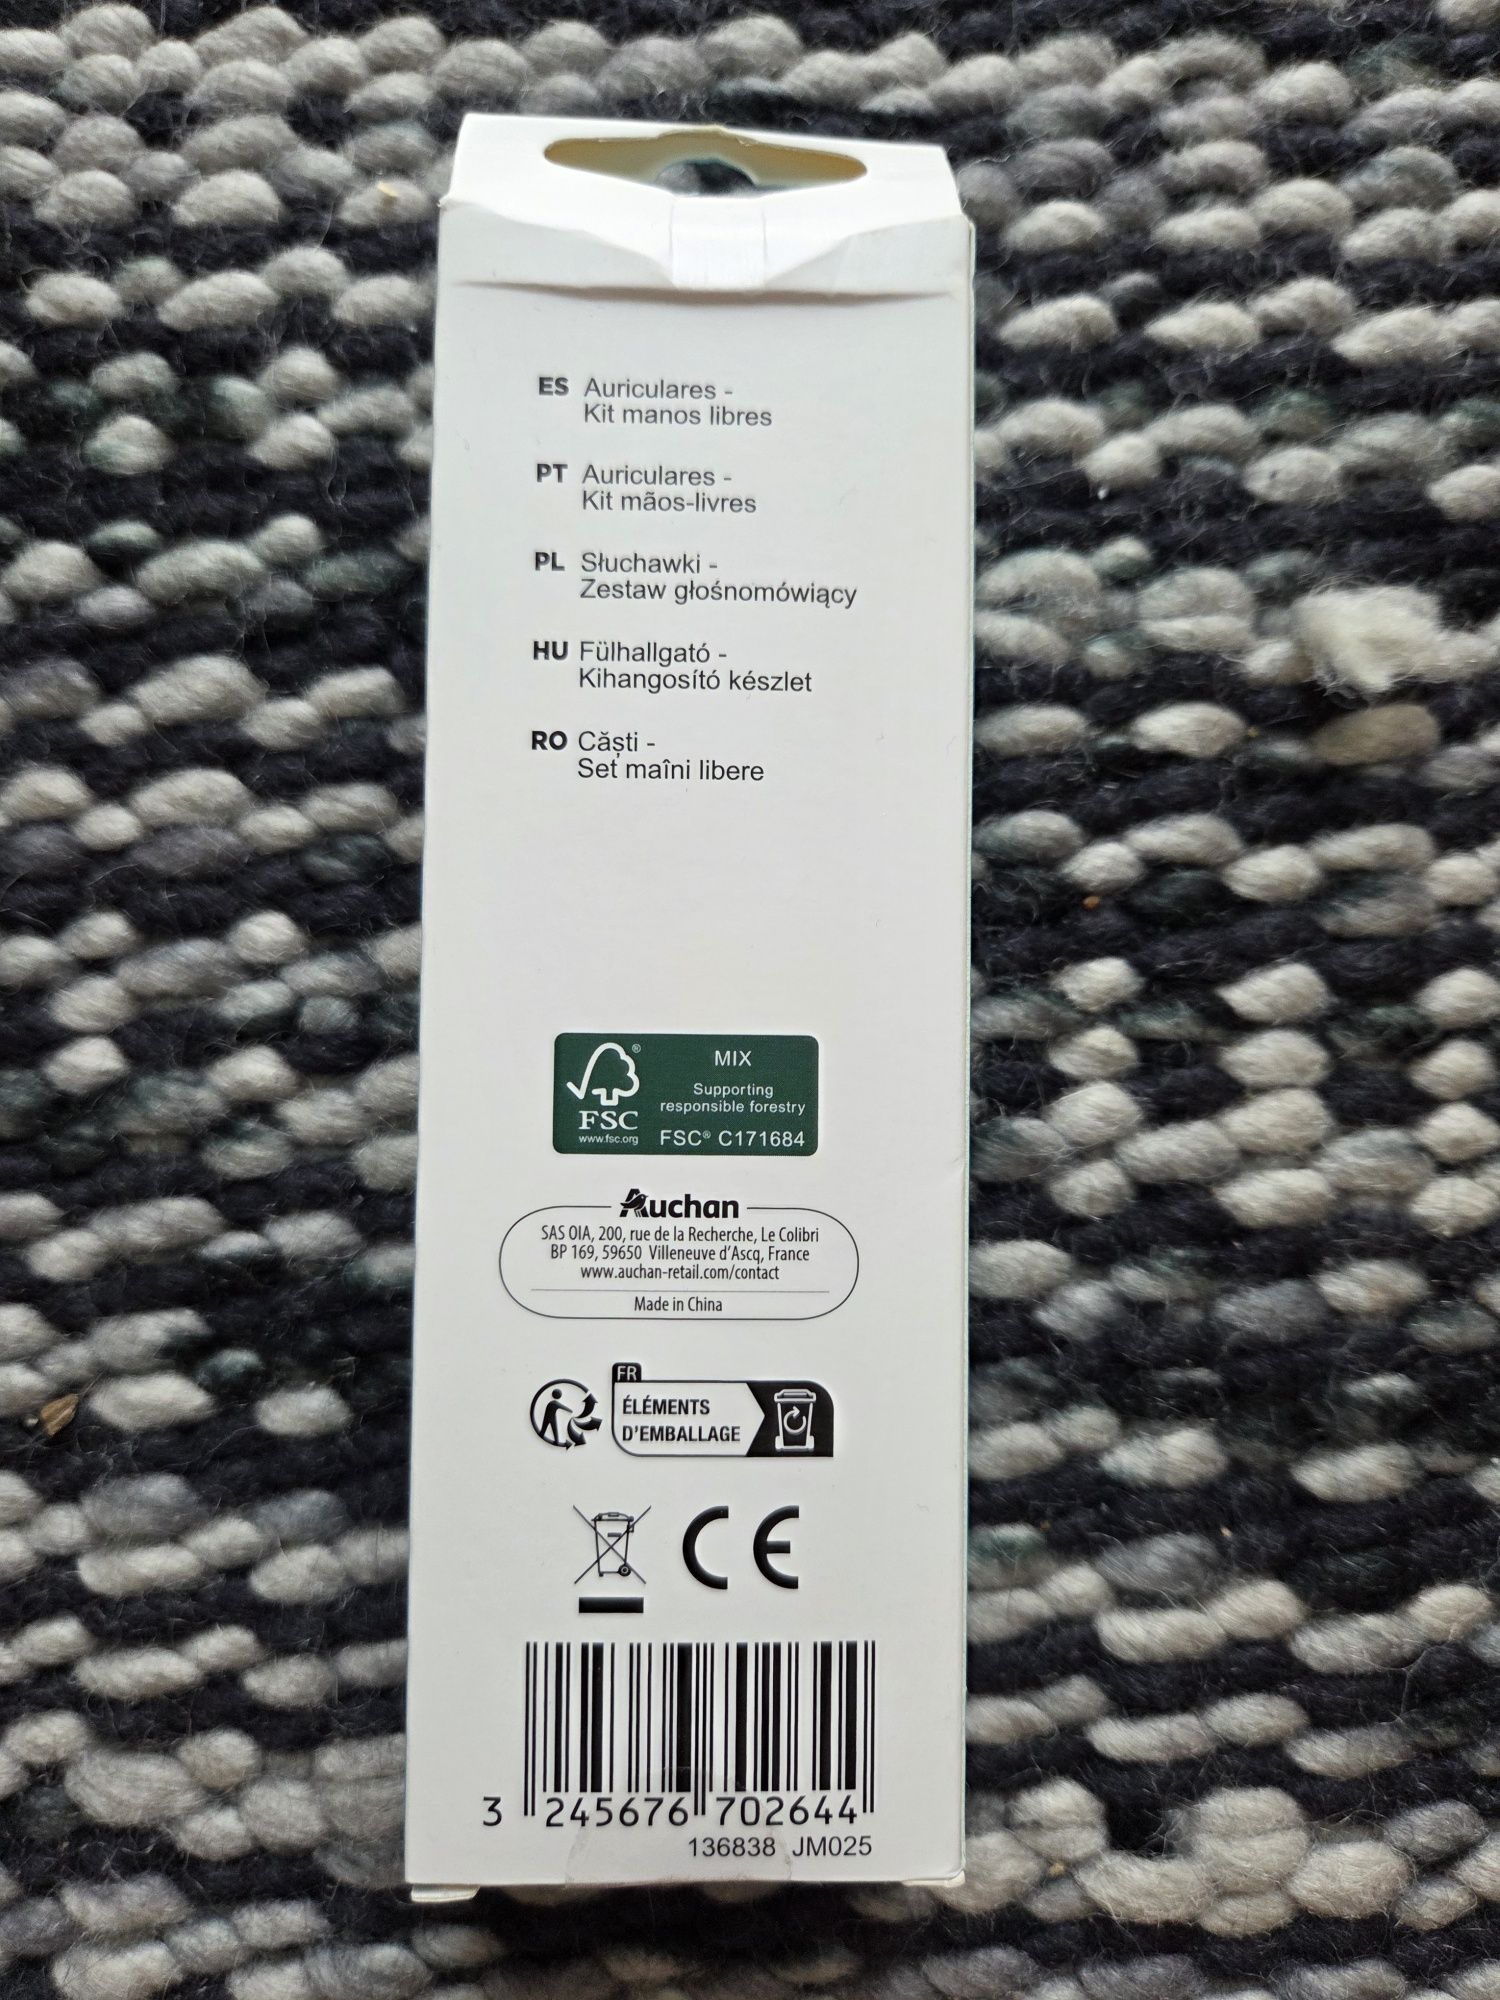 ES Auriculares -
Kit manos libres
PT Auriculares -
Kit mãos-livres
PL Słuchawki -
Zestaw głośnomówiący
HU Fülhallgató -
Kihangosító készlet
RO Căști -
Set maîni libere
MIX
Supporting
responsible forestry
FSC® C171684
®
FSC
www.fsc.org
Auchan
SAS OIA, 200, rue de la Recherche, Le Colibri
BP 169, 59650 Villeneuve d'Ascq, France
www.auchan-retail.com/contact
Made in China
FR
ÉLÉMENTS
D'EMBALLAGE
CE
3 245676 702644
136838 JM025